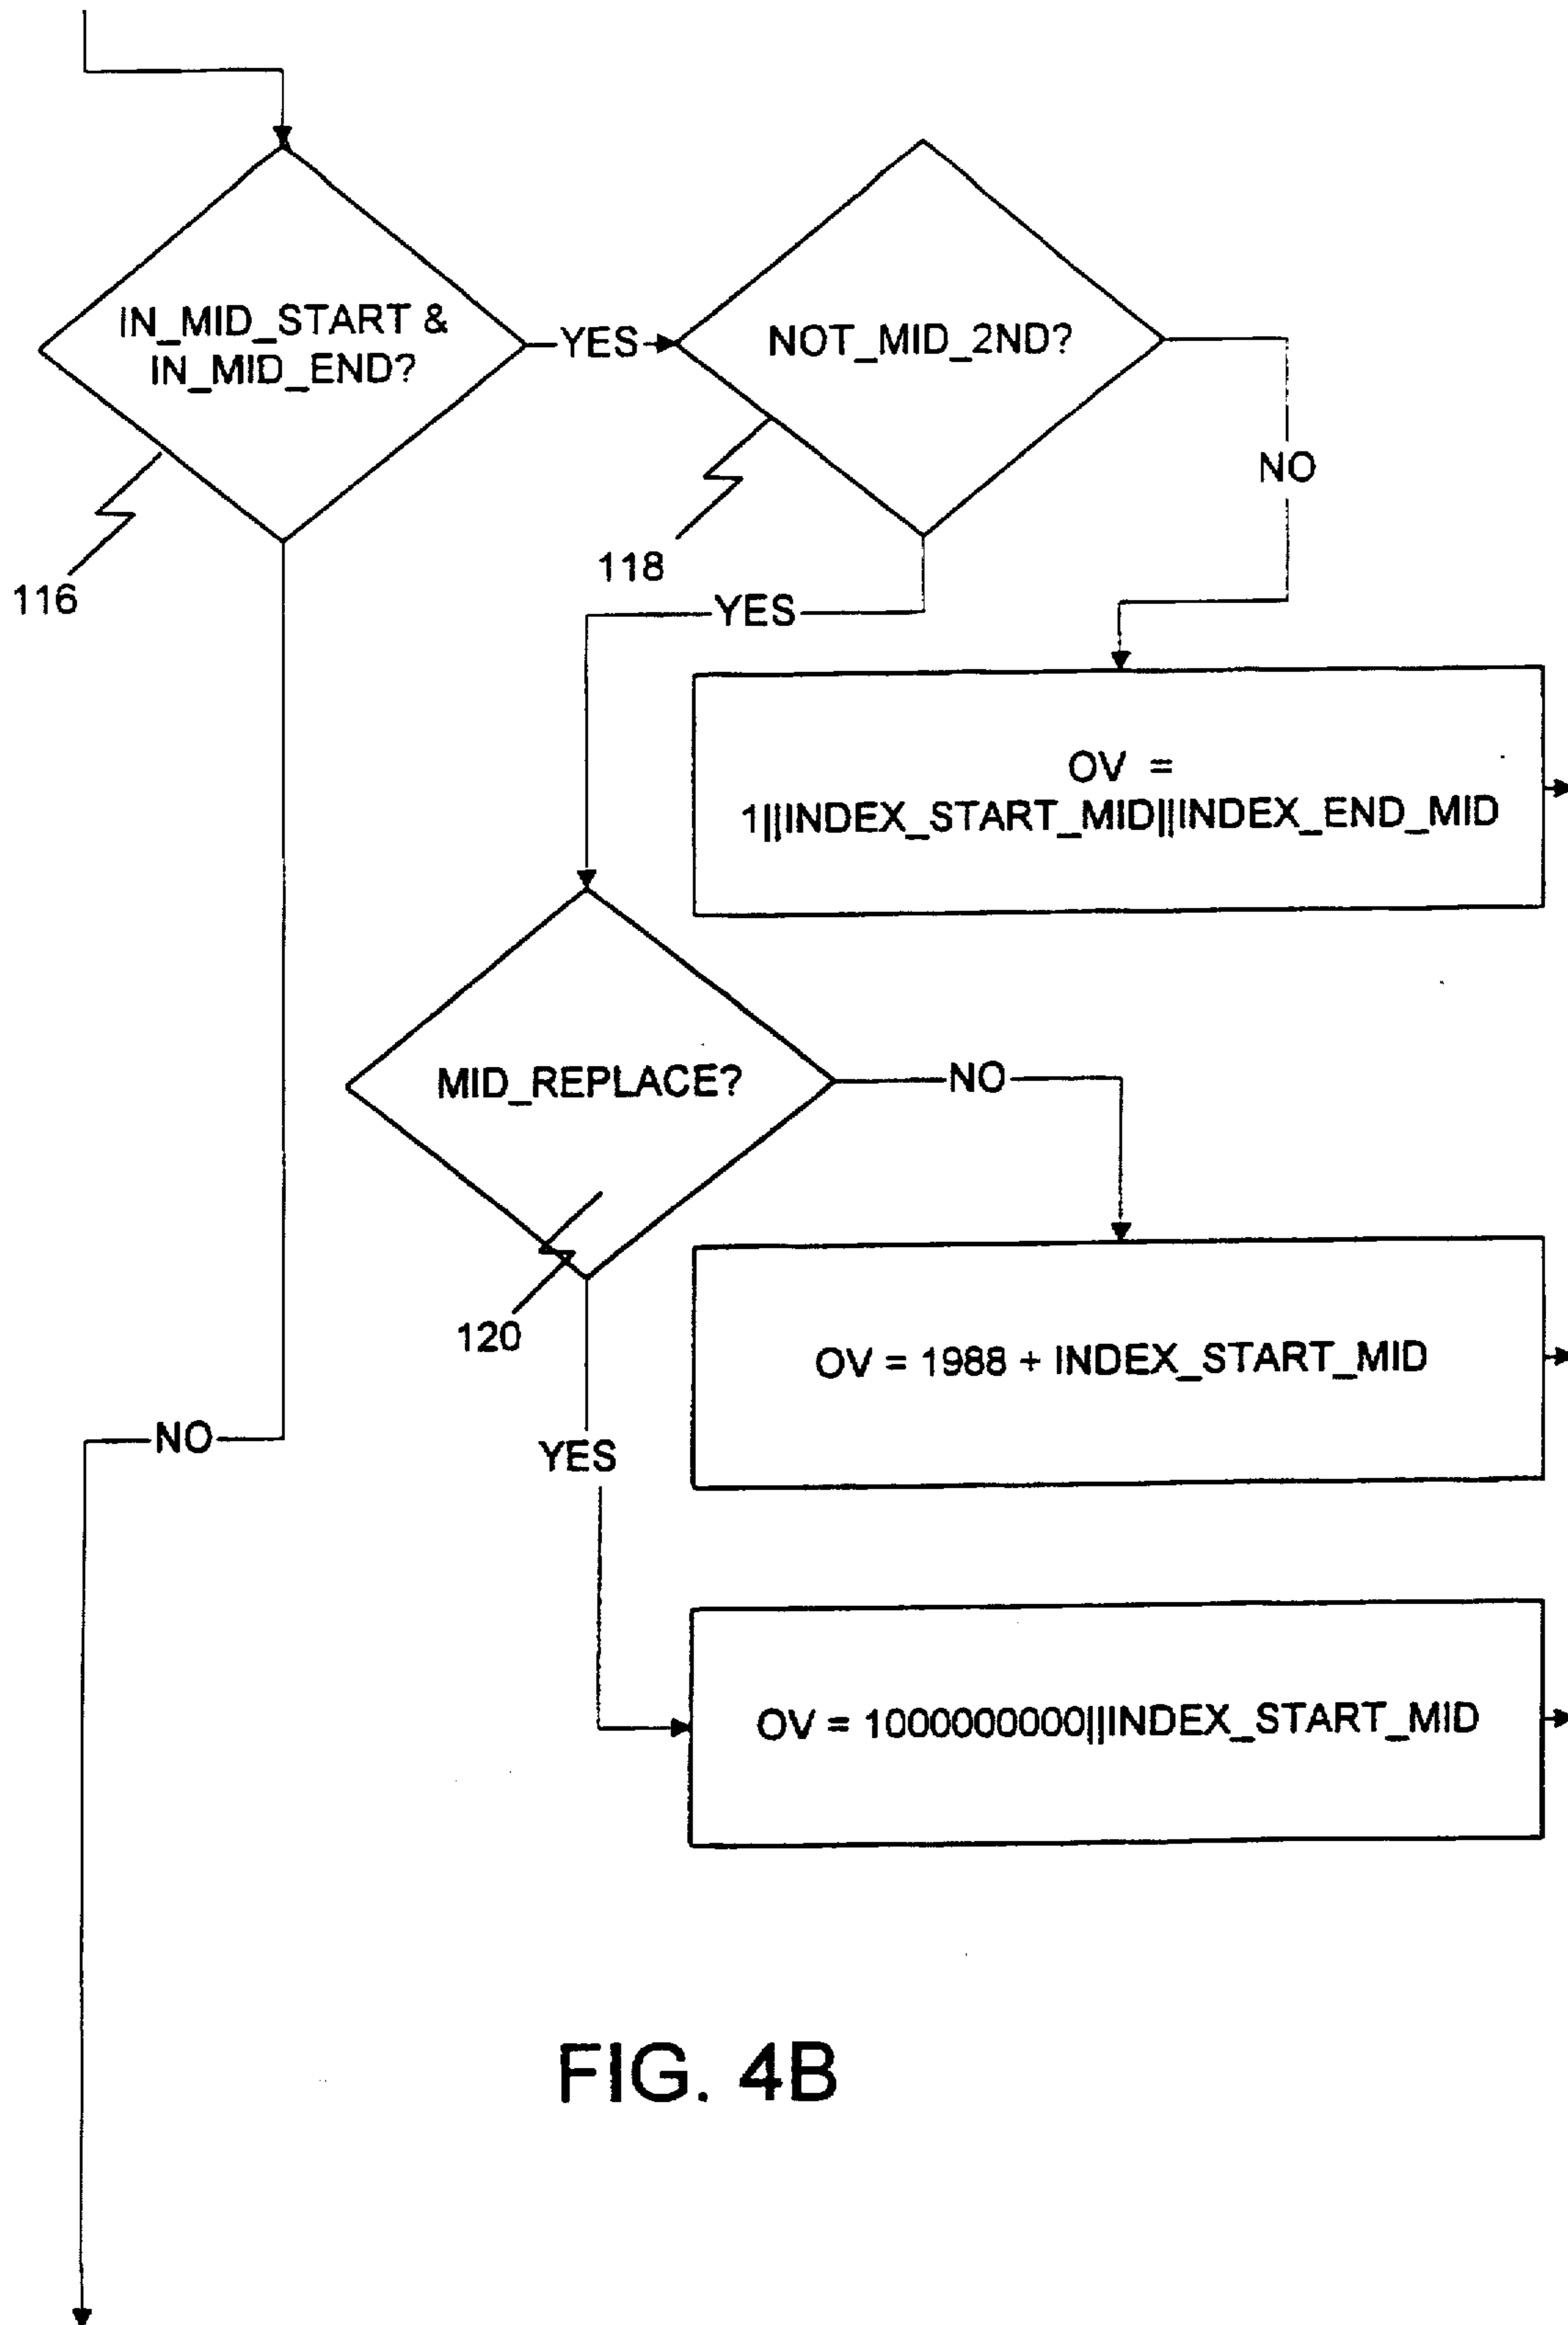 IN_MID_START &
IN_MID_END?
YES
NOT_MID_2ND?
NO
116
118
YES
OV =
1||INDEX_START_MID||INDEX_END_MID
MID_REPLACE?
NO
120
OV = 1988 + INDEX_START_MID
NO
YES
OV = 1000000000||INDEX_START_MID
FIG. 4B